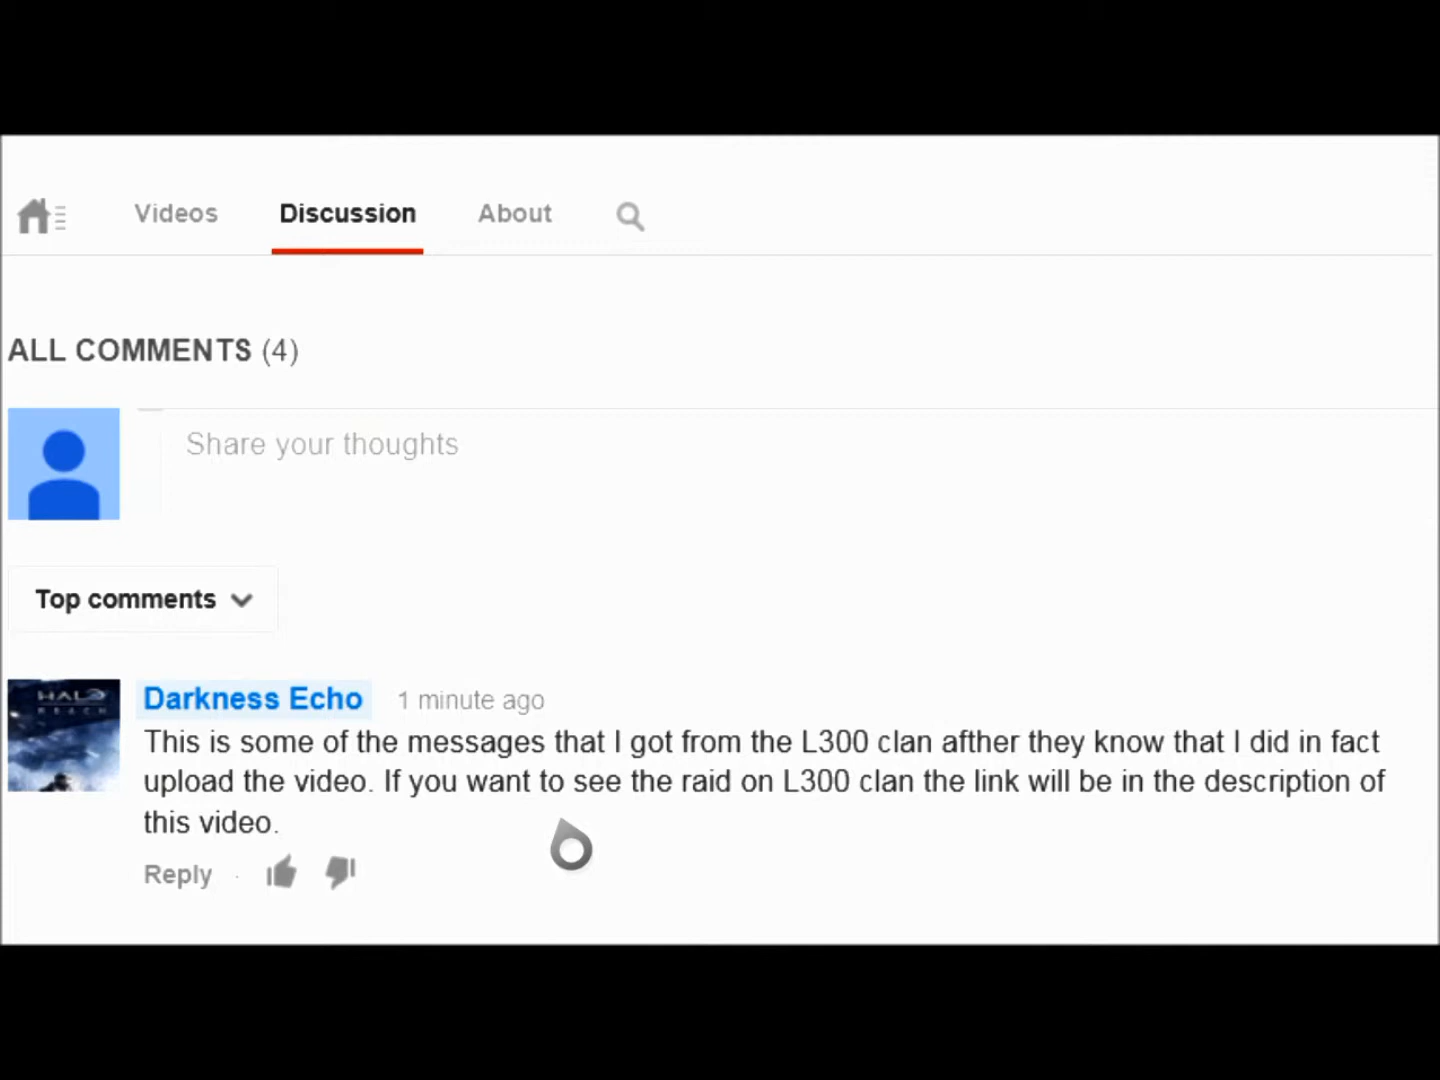 Videos Discussion About
ALL COMMENTS (4)
Share your thoughts
Top comments
HALO
REACH
Darkness Echo 1 minute ago
This is some of the messages that I got from the L300 clan afther they know that I did in fact
upload the video. If you want to see the raid on L300 clan the link will be in the description of
this video.
Reply ·